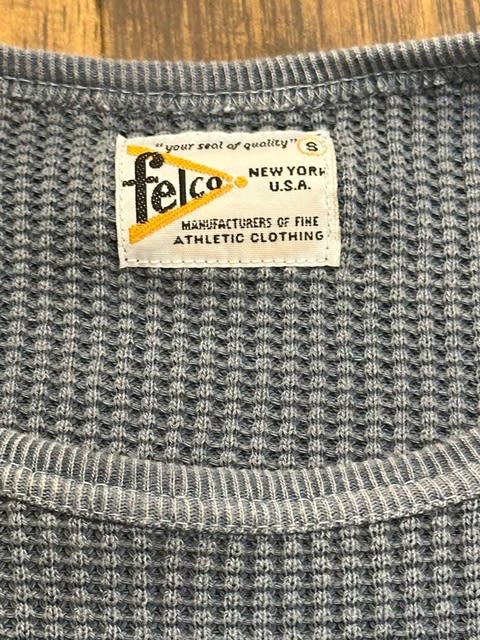 "your seal of quality" S
felco
NEW YORK
U.S.A.
MANUFACTURERS OF FINE
ATHLETIC CLOTHING